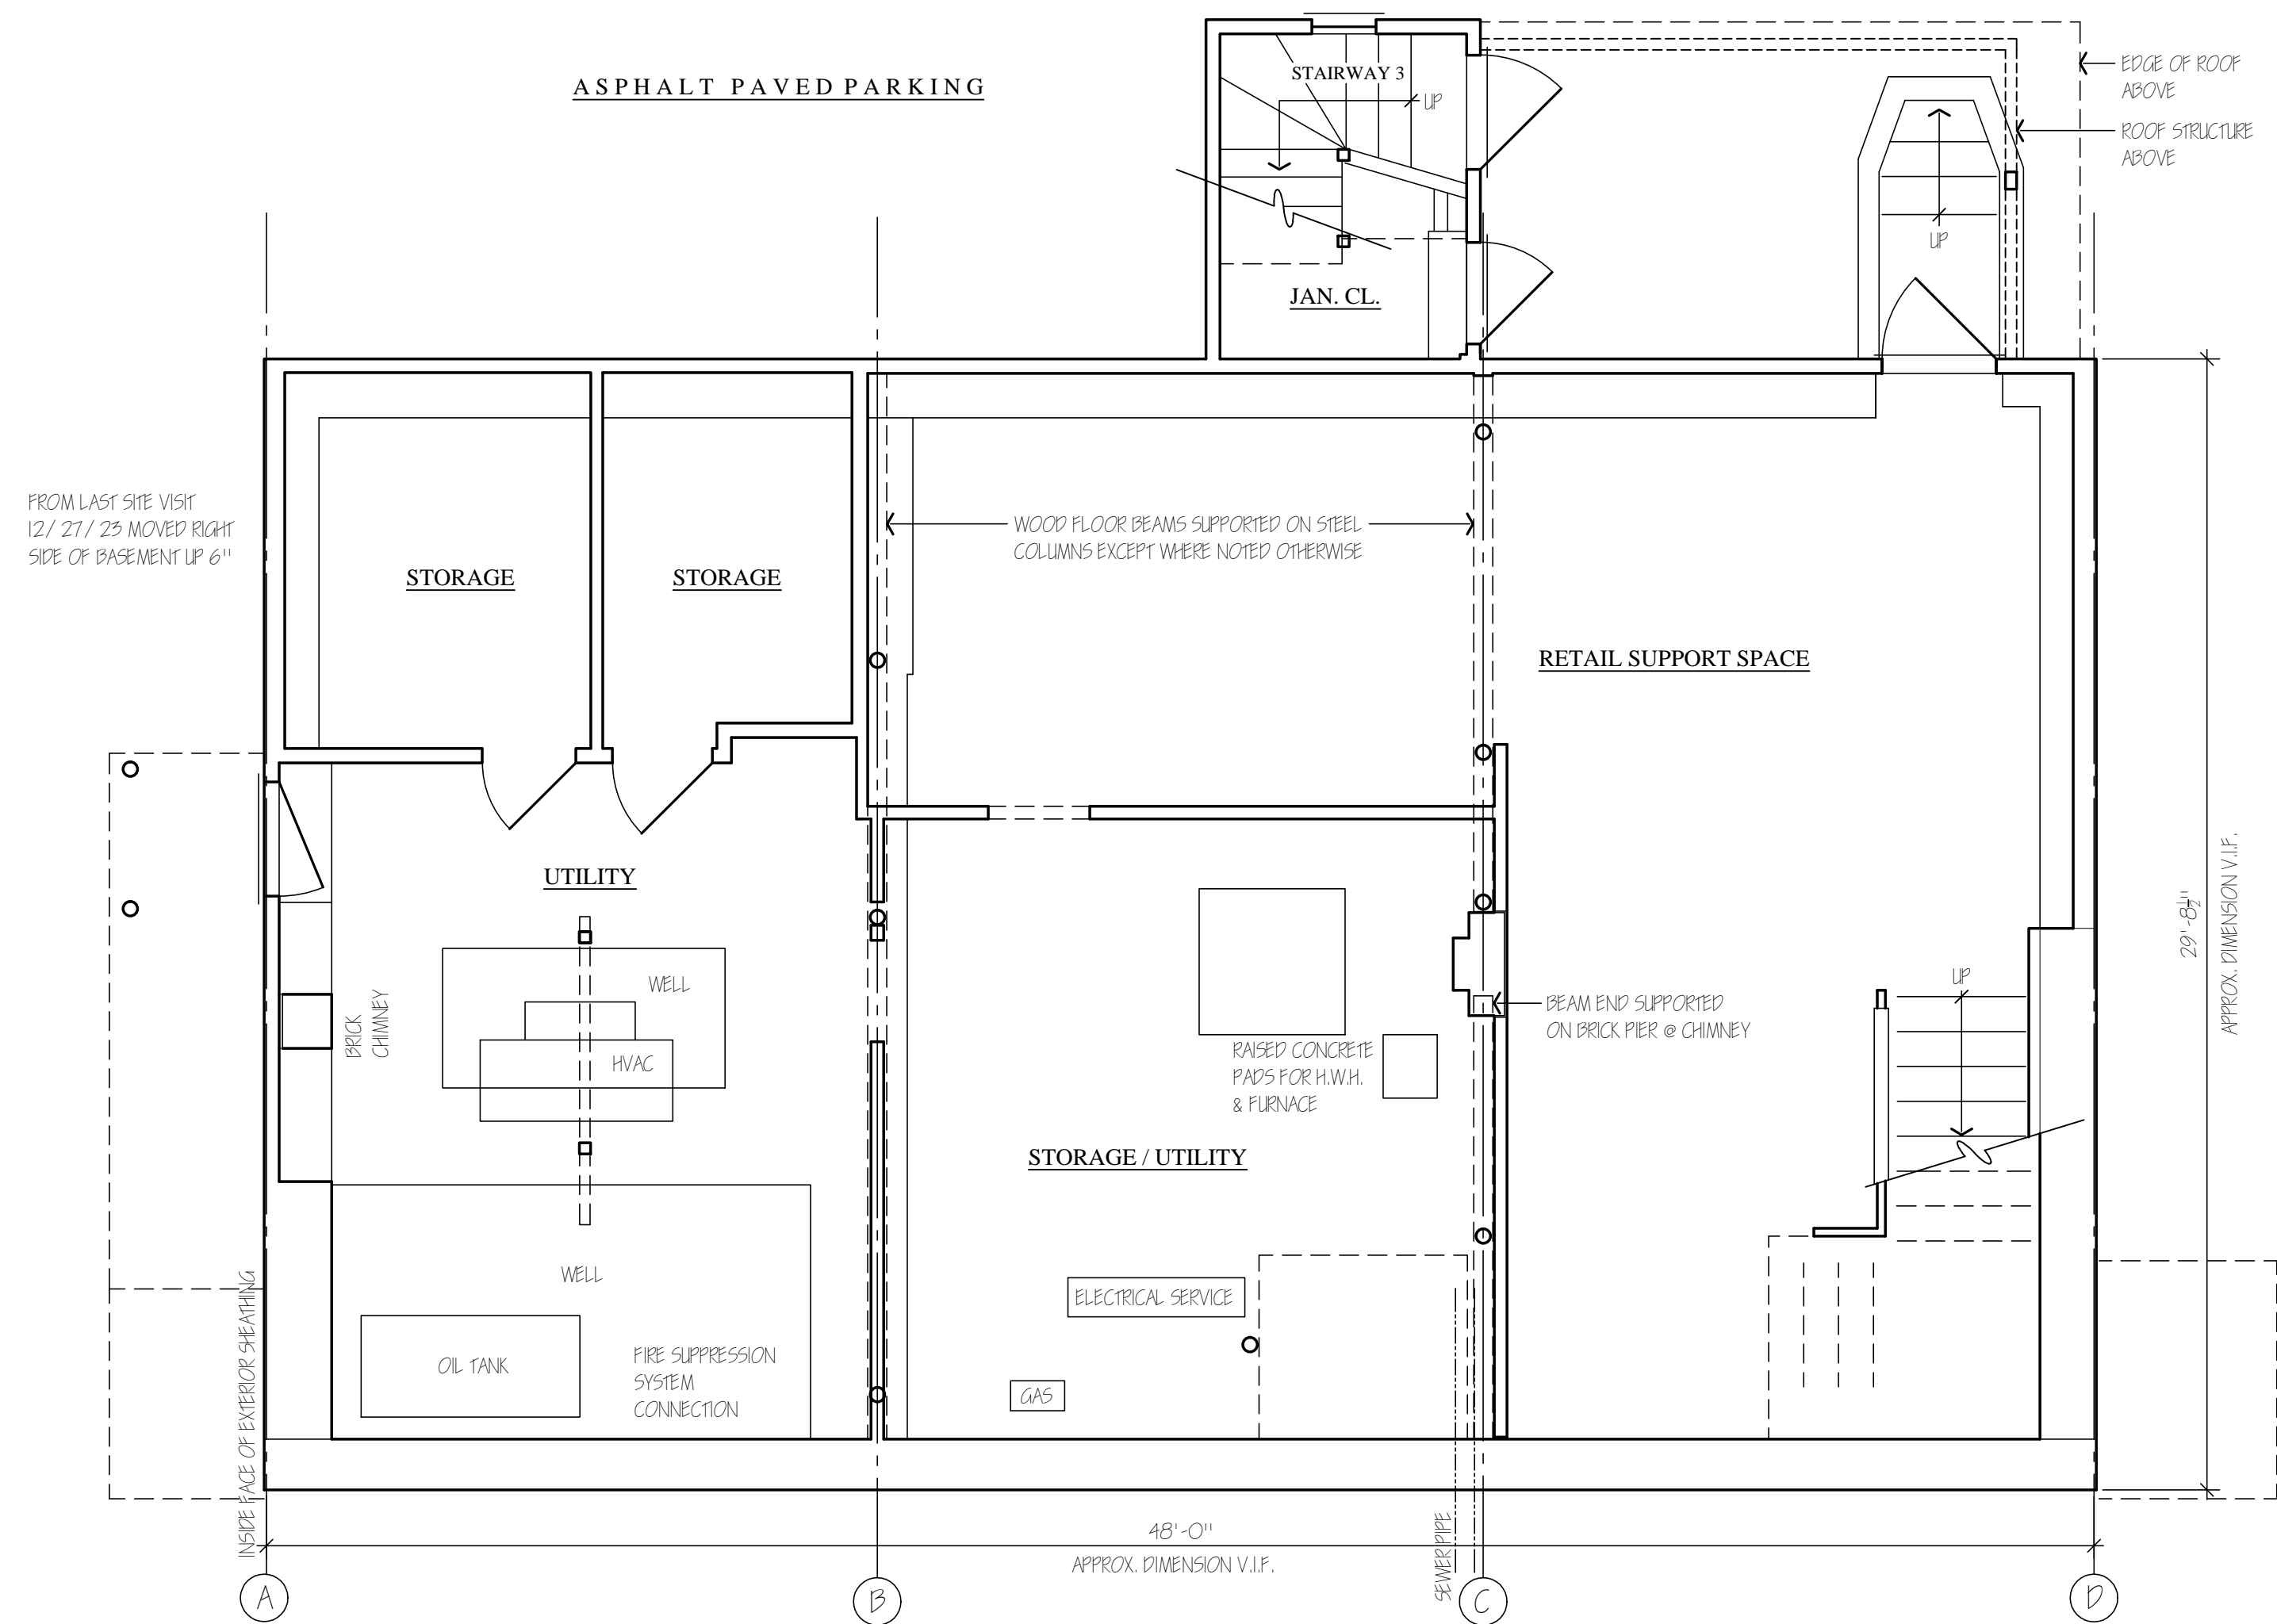 ASPHALT PAVED PARKING
STAIRWAY 3
UP
EDGE OF ROOF
ABOVE
ROOF STRUCTURE
ABOVE
UP
JAN. CL.
FROM LAST SITE VISIT
12/27/23 MOVED RIGHT
SIDE OF BASEMENT UP 6"
WOOD FLOOR BEAMS SUPPORTED ON STEEL
COLUMNS EXCEPT WHERE NOTED OTHERWISE
STORAGE
STORAGE
RETAIL SUPPORT SPACE
UTILITY
29'-8½"
APPROX. DIMENSION V.I.F.
WELL
UP
BRICK
CHIMNEY
BEAM END SUPPORTED
ON BRICK PIER @ CHIMNEY
HVAC
RAISED CONCRETE
PADS FOR H.W.H.
& FURNACE
STORAGE / UTILITY
WELL
ELECTRICAL SERVICE
OIL TANK
FIRE SUPPRESSION
SYSTEM
CONNECTION
GAS
INSIDE FACE OF EXTERIOR SHEATHING
SEWER PIPE
48'-0"
APPROX. DIMENSION V.I.F.
A
B
C
D